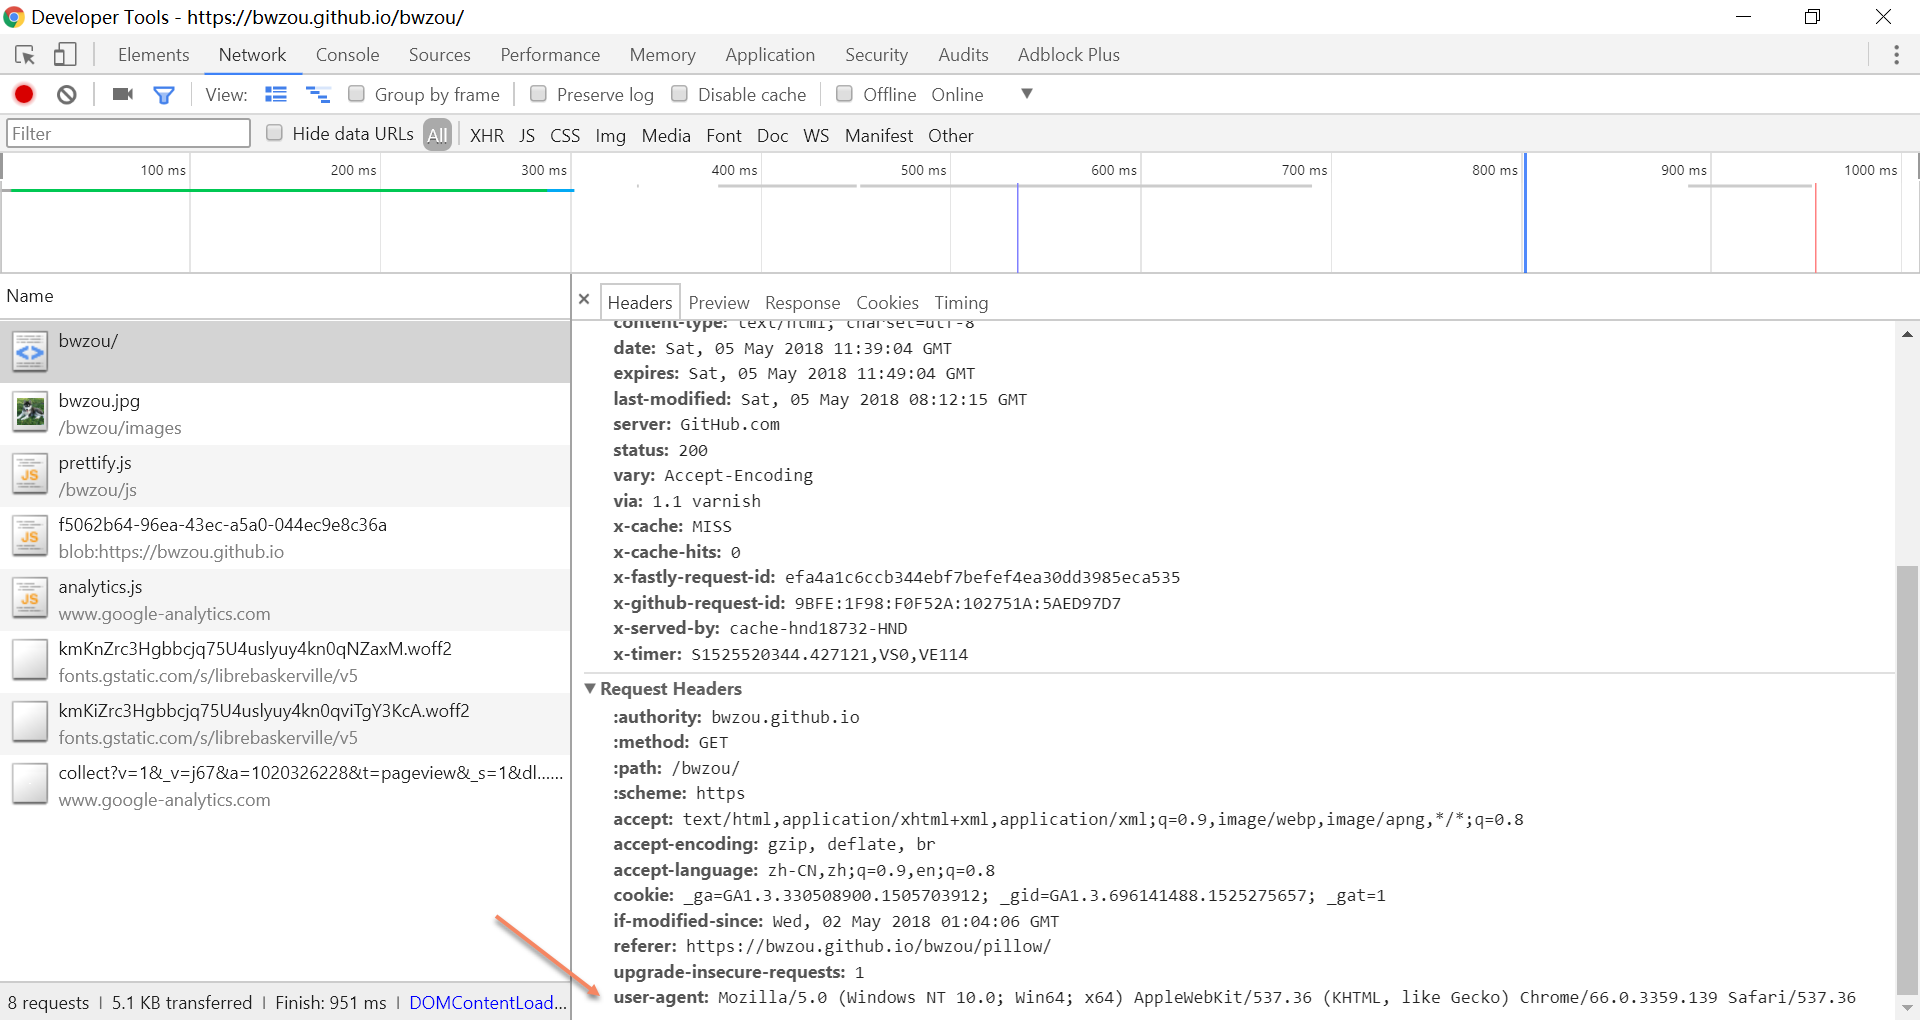 Developer Tools - https://bwzou.github.io/bwzou/
Elements Network Console Sources Performance Memory Application Security Audits Adblock Plus
View: Group by frame Preserve log Disable cache Offline Online
Filter Hide data URLs All XHR JS CSS Img Media Font Doc WS Manifest Other
100 ms 200 ms 300 ms 400 ms 500 ms 600 ms 700 ms 800 ms 900 ms 1000 ms
Name
bwzou/
bwzou.jpg
/bwzou/images
prettify.js
/bwzou/js
f5062b64-96ea-43ec-a5a0-044ec9e8c36a
blob:https://bwzou.github.io
analytics.js
www.google-analytics.com
kmKnZrc3Hgbbcjq75U4uslyuy4kn0qNZaxM.woff2
fonts.gstatic.com/s/librebaskerville/v5
kmKiZrc3Hgbbcjq75U4uslyuy4kn0qviTgY3KcA.woff2
fonts.gstatic.com/s/librebaskerville/v5
collect?v=1&_v=j67&a=1020326228&t=pageview&_s=1&dl......
www.google-analytics.com
8 requests | 5.1 KB transferred | Finish: 951 ms | DOMContentLoad...
× Headers Preview Response Cookies Timing
content-type: text/html; charset=utf-8
date: Sat, 05 May 2018 11:39:04 GMT
expires: Sat, 05 May 2018 11:49:04 GMT
last-modified: Sat, 05 May 2018 08:12:15 GMT
server: GitHub.com
status: 200
vary: Accept-Encoding
via: 1.1 varnish
x-cache: MISS
x-cache-hits: 0
x-fastly-request-id: efa4a1c6ccb344ebf7befef4ea30dd3985eca535
x-github-request-id: 9BFE:1F98:F0F52A:102751A:5AED97D7
x-served-by: cache-hnd18732-HND
x-timer: S1525520344.427121,VS0,VE114
Request Headers
:authority: bwzou.github.io
:method: GET
:path: /bwzou/
:scheme: https
accept: text/html,application/xhtml+xml,application/xml;q=0.9,image/webp,image/apng,*/*;q=0.8
accept-encoding: gzip, deflate, br
accept-language: zh-CN,zh;q=0.9,en;q=0.8
cookie: _ga=GA1.3.330508900.1505703912; _gid=GA1.3.696141488.1525275657; _gat=1
if-modified-since: Wed, 02 May 2018 01:04:06 GMT
referer: https://bwzou.github.io/bwzou/pillow/
upgrade-insecure-requests: 1
user-agent: Mozilla/5.0 (Windows NT 10.0; Win64; x64) AppleWebKit/537.36 (KHTML, like Gecko) Chrome/66.0.3359.139 Safari/537.36